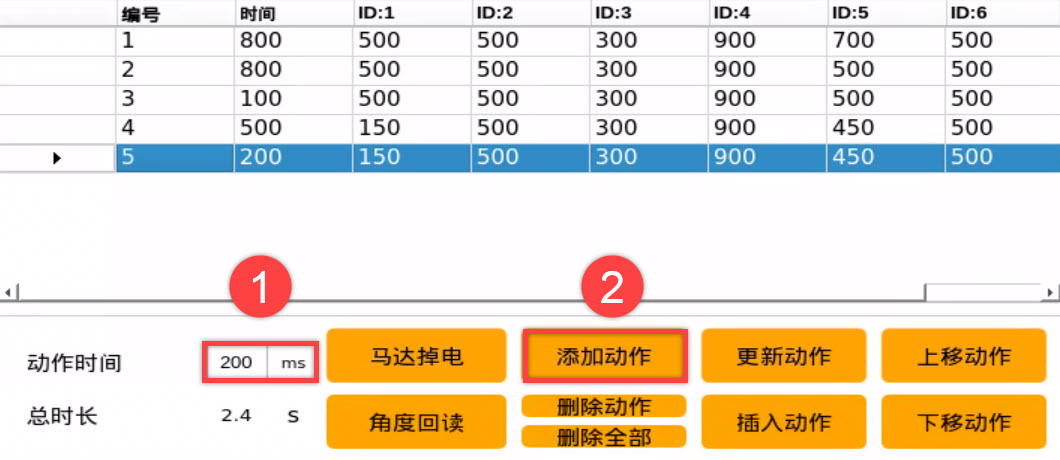 编号 时间 ID:1 ID:2 ID:3 ID:4 ID:5 ID:6
1 800 500 500 300 900 700 500
2 800 500 500 300 900 500 500
3 100 500 500 300 900 500 500
4 500 150 500 300 900 450 500
5 200 150 500 300 900 450 500
1 2
动作时间 200 ms 马达掉电 添加动作 更新动作 上移动作
总时长 2.4 S 角度回读 删除动作 插入动作 下移动作
删除全部